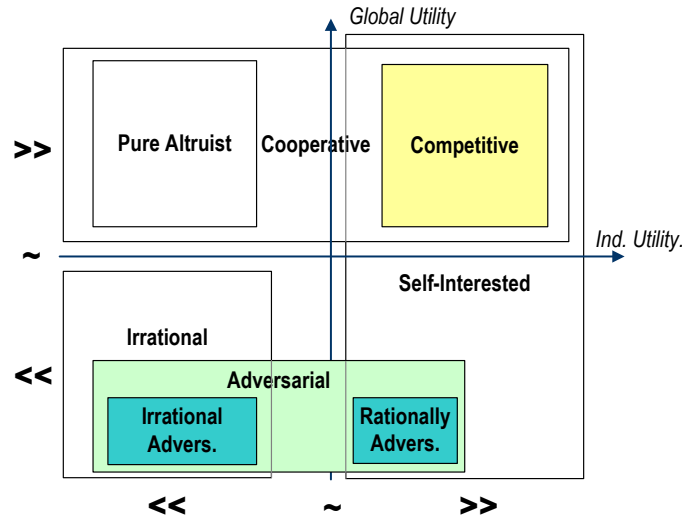 Global Utility
>>
Pure Altruist
Cooperative
Competitive
Ind. Utility.
~
Self-Interested
Irrational
<<
Adversarial
Irrational
Advers.
Rationally
Advers.
<<
~
>>